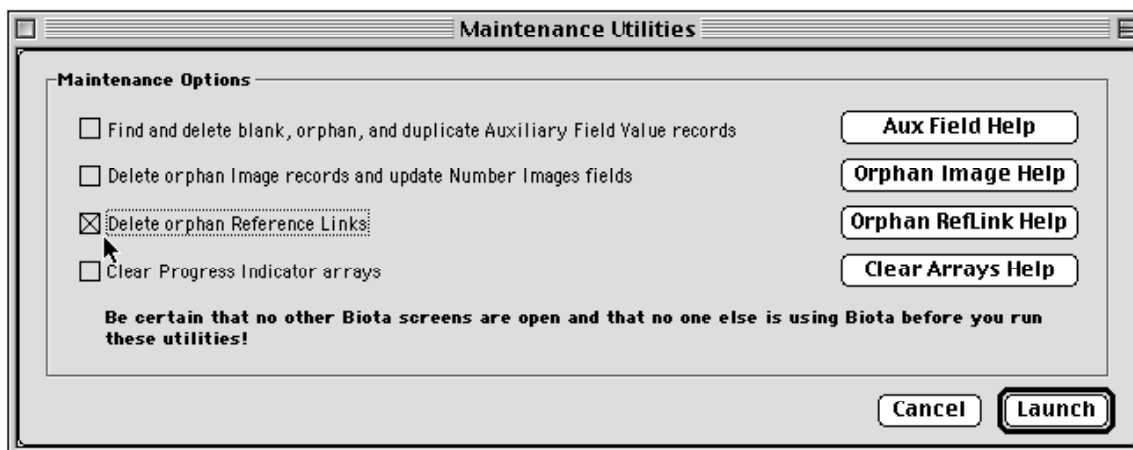 Maintenance Utilities
Maintenance Options
Find and delete blank, orphan, and duplicate Auxiliary Field Value records
Aux Field Help
Delete orphan Image records and update Number Images fields
Orphan Image Help
Delete orphan Reference Links
Orphan RefLink Help
Clear Progress Indicator arrays
Clear Arrays Help
Be certain that no other Biota screens are open and that no one else is using Biota before you run
these utilities!
Cancel
Launch